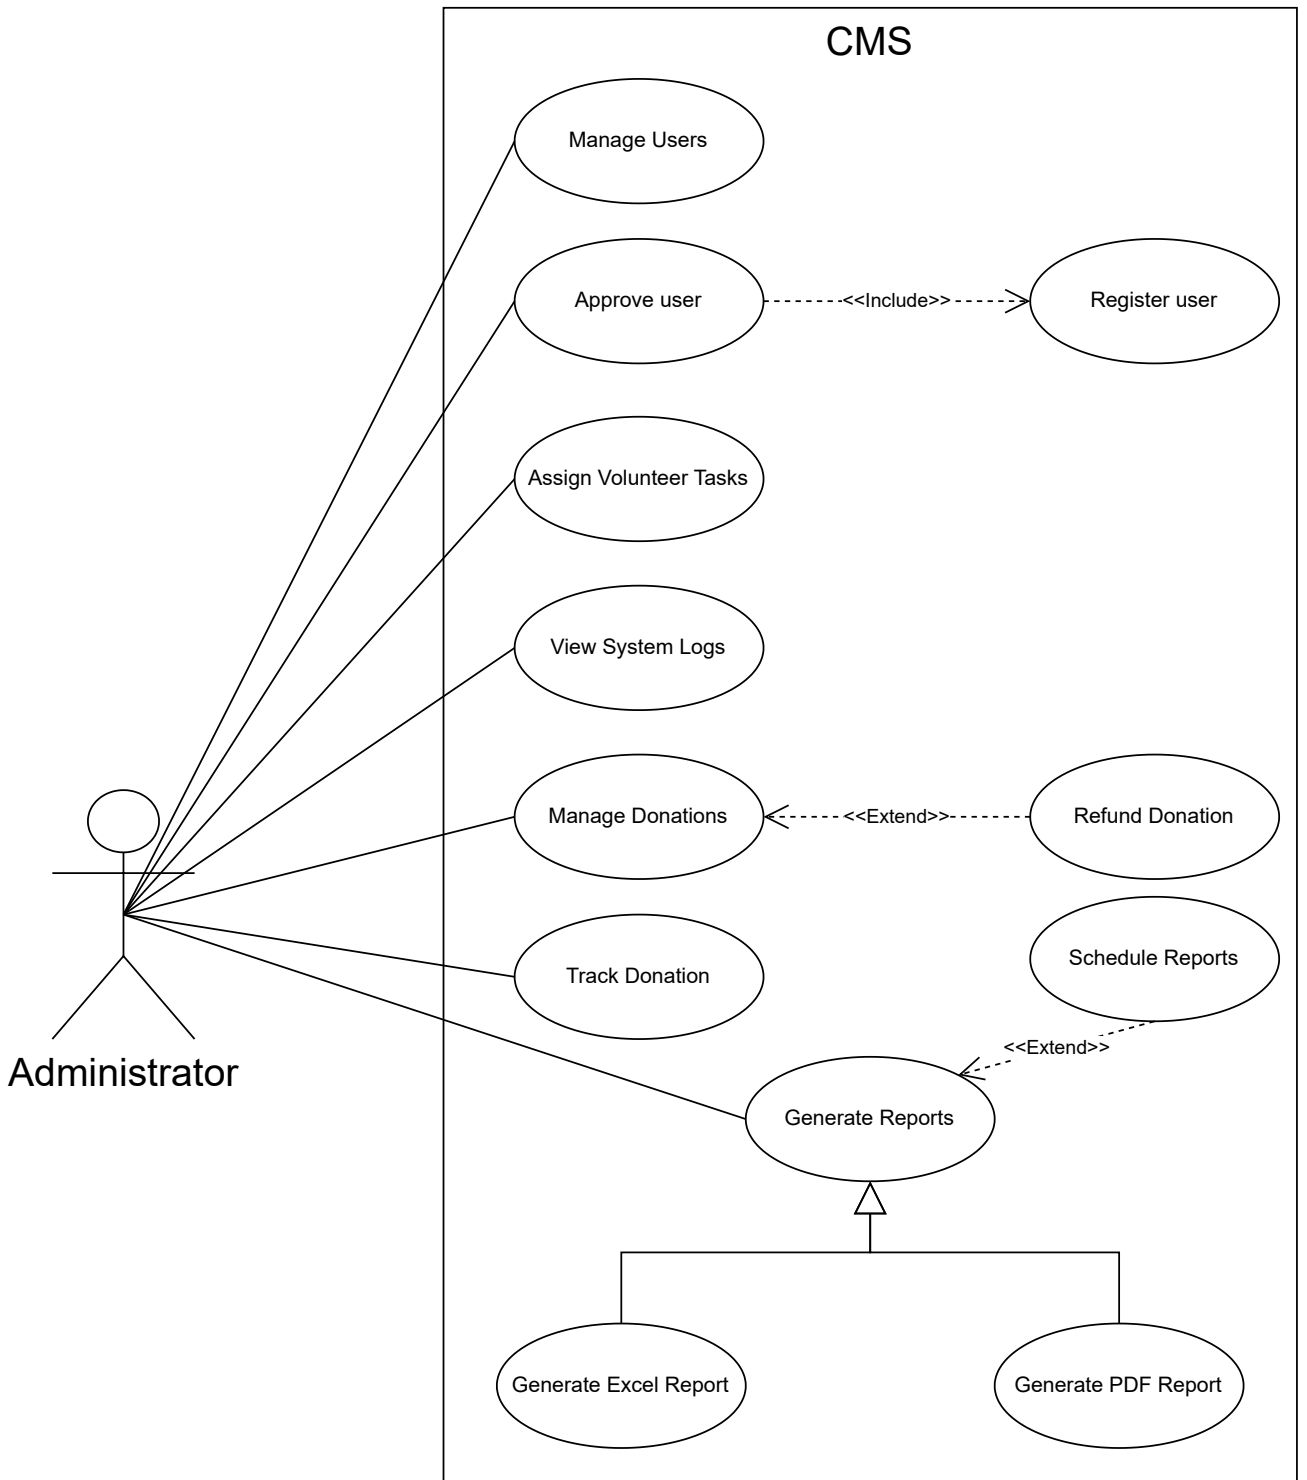 CMS
Manage Users
Approve user
<<Include>>
Register user
Assign Volunteer Tasks
View System Logs
Manage Donations
<<Extend>>
Refund Donation
Track Donation
Schedule Reports
<<Extend>>
Administrator
Generate Reports
Generate Excel Report
Generate PDF Report